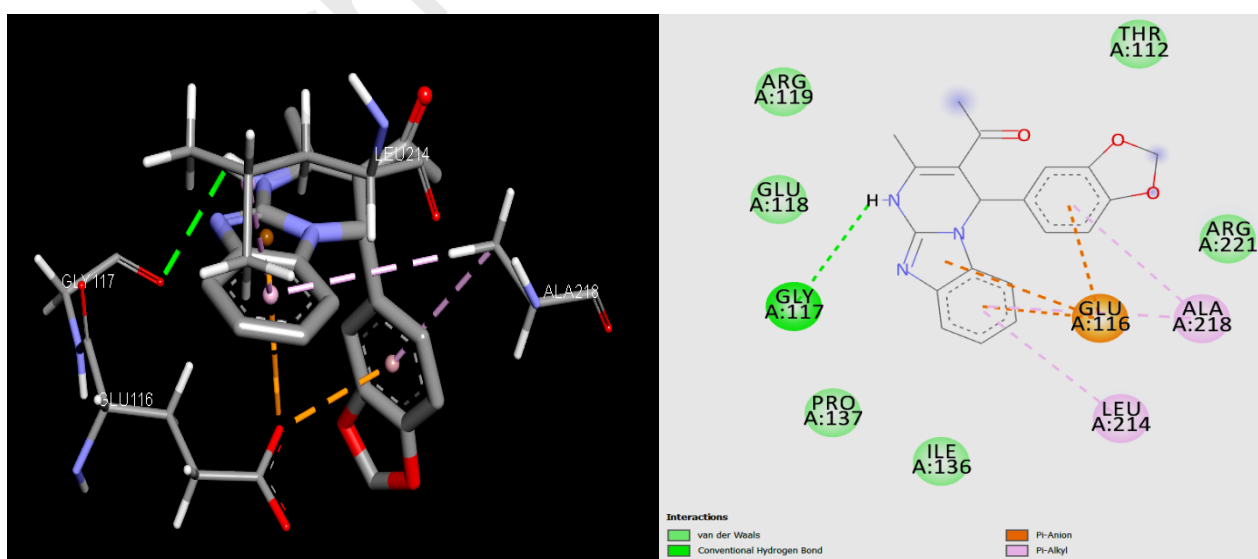 LEU214
GLY117
ALA218
GLU116
THR
A:112
ARG
A:119
O
O
H
N
GLU
A:118
O
ARG
A:221
N
N
GLY
A:117
GLU
A:116
ALA
A:218
PRO
A:137
LEU
A:214
ILE
A:136
Interactions
van der Waals
Conventional Hydrogen Bond
Pi-Anion
Pi-Alkyl